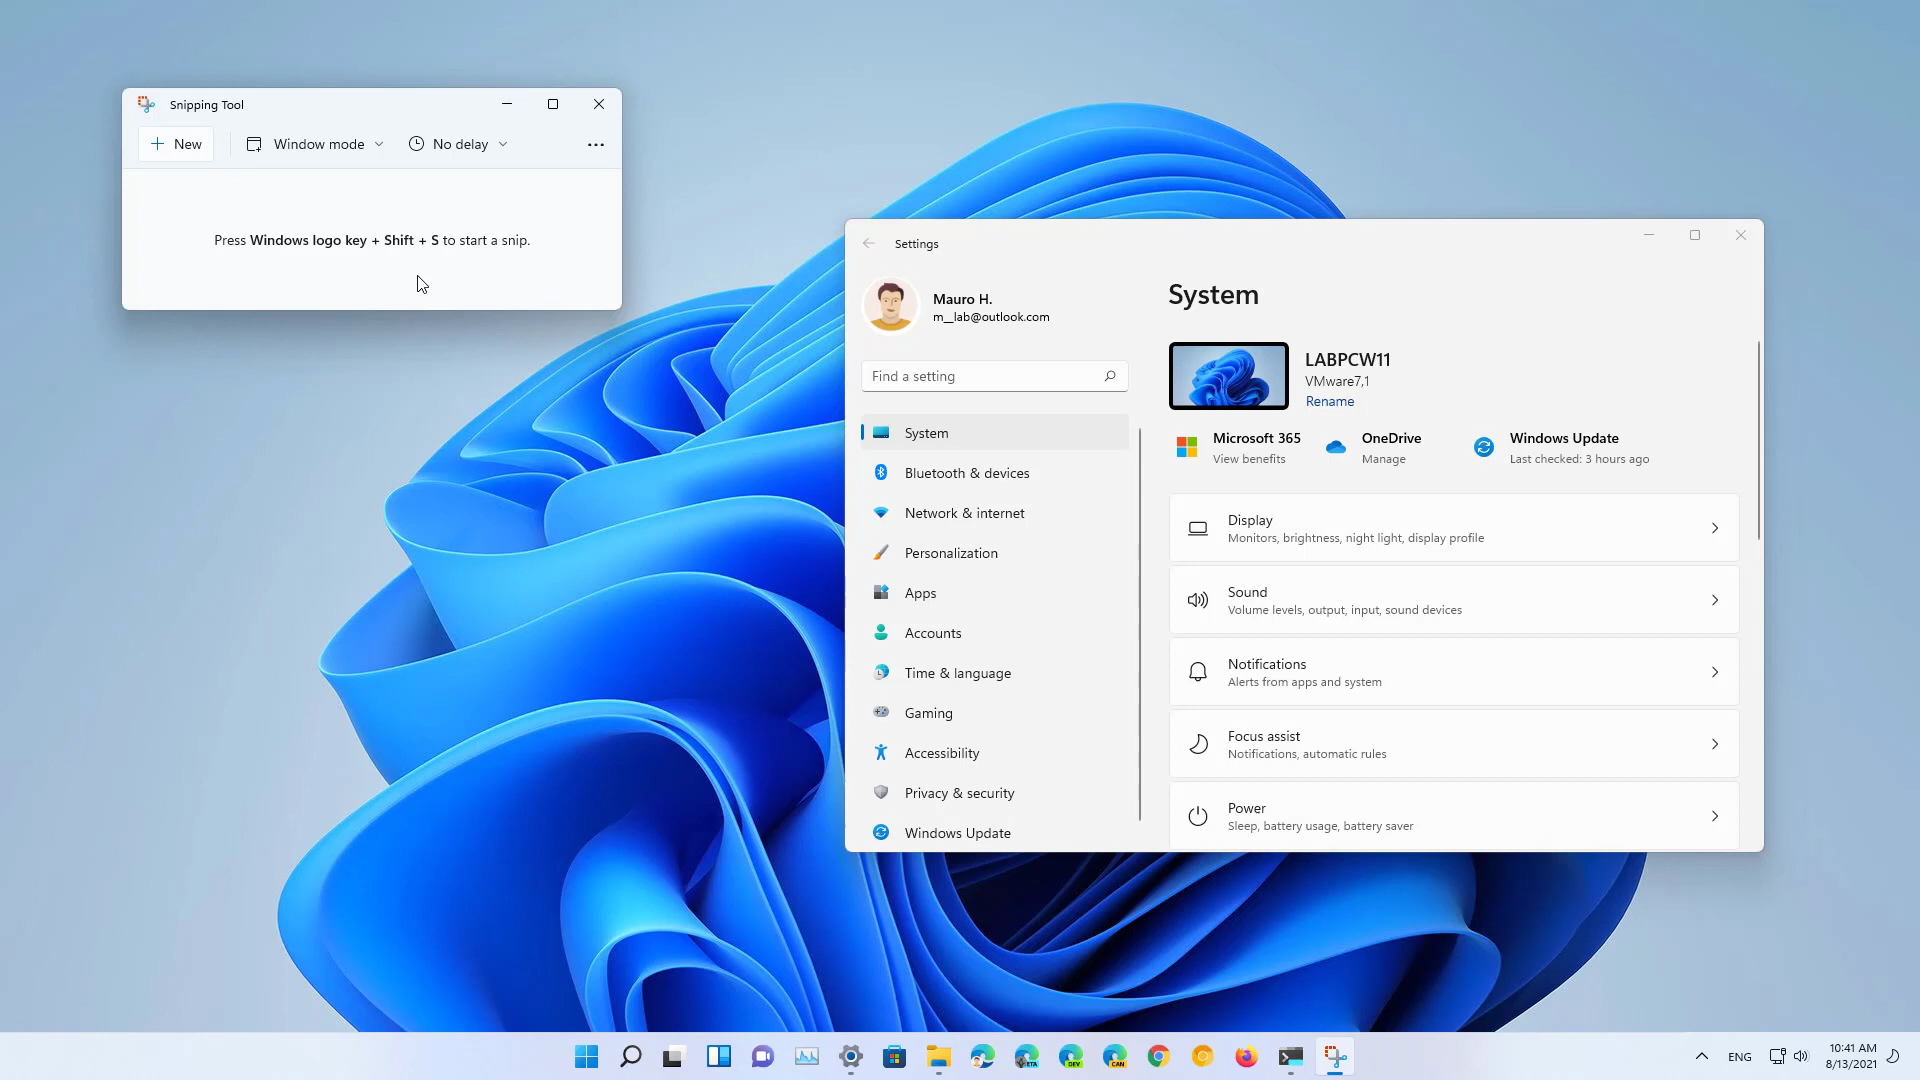 Snipping Tool
New
Window mode
No delay
Press Windows logo key + Shift + S to start a snip.
Settings
Mauro H.
m__lab@outlook.com
Find a setting
System
Bluetooth & devices
Network & internet
Personalization
Apps
Accounts
Time & language
Gaming
Accessibility
Privacy & security
Windows Update
System
LABPCW11
VMware7,1
Rename
Microsoft 365
View benefits
OneDrive
Manage
Windows Update
Last checked: 3 hours ago
Display
Monitors, brightness, night light, display profile
Sound
Volume levels, output, input, sound devices
Notifications
Alerts from apps and system
Focus assist
Notifications, automatic rules
Power
Sleep, battery usage, battery saver
BETA
DEV
CAN
ENG
10:41 AM
8/13/2021